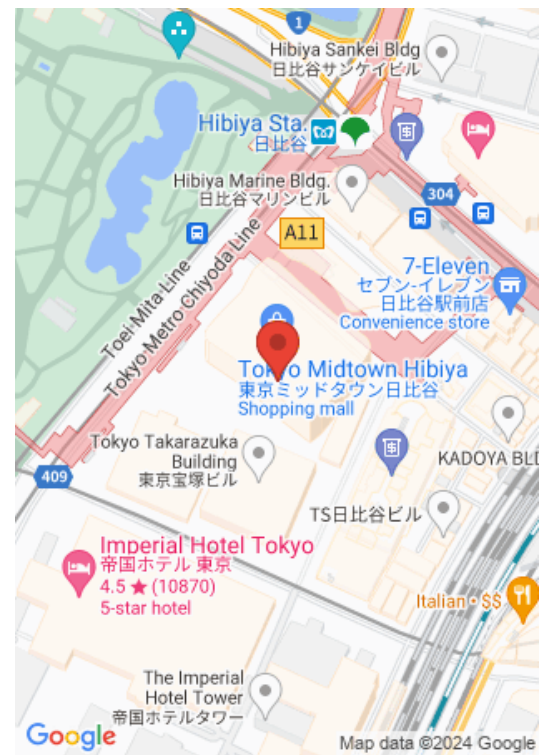 1
Hibiya Sankei Bldg
日比谷サンケイビル
Hibiya Sta.
日比谷
Hibiya Marine Bldg.
日比谷マリンビル
304
A11
Toei Mita Line
Tokyo Metro Chiyoda Line
7-Eleven
セブン-イレブン
日比谷駅前店
Convenience store
Tokyo Midtown Hibiya
東京ミッドタウン日比谷
Shopping mall
Tokyo Takarazuka
Building
東京宝塚ビル
KADOYA BLD
409
TS日比谷ビル
Imperial Hotel Tokyo
帝国ホテル 東京
4.5 ★ (10870)
5-star hotel
Italian • $$
The Imperial
Hotel Tower
帝国ホテルタワー
Google
Map data ©2024 Google